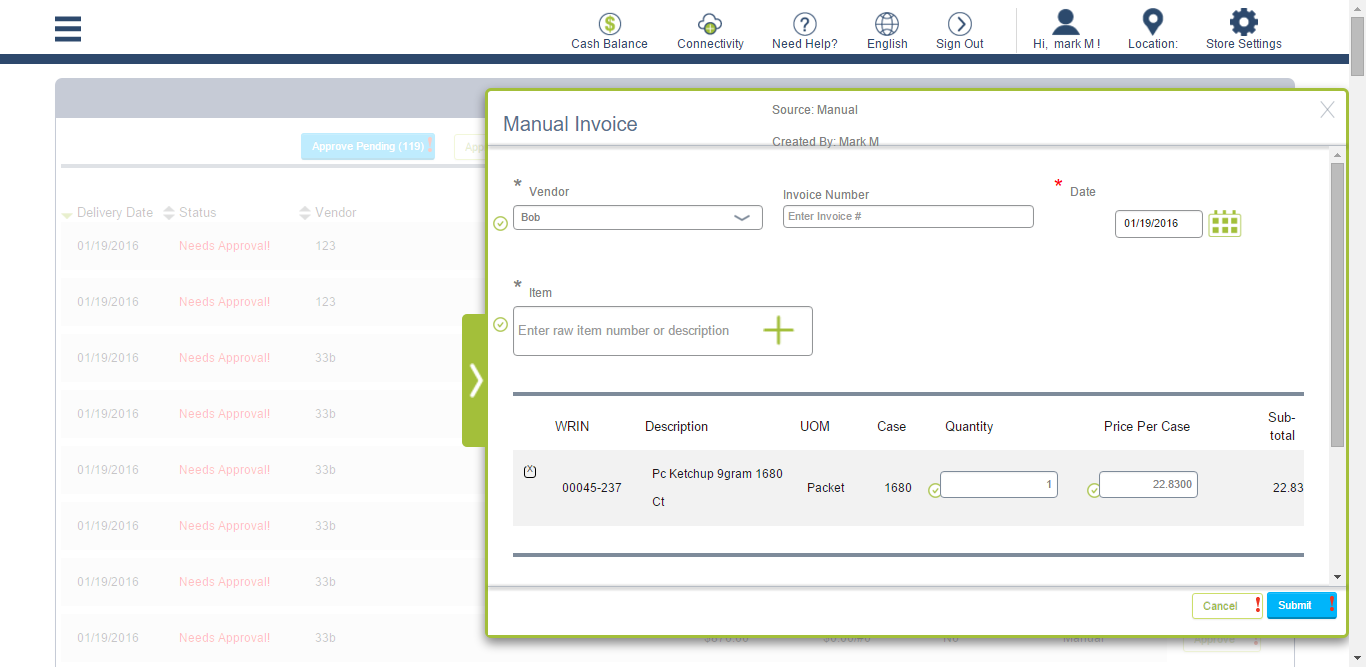 $
Cash Balance
Connectivity
?
Need Help?
English
Sign Out
Hi, mark M !
Location:
Store Settings
Manual Invoice
Source: Manual
Created By: Mark M
X
Approve Pending (119) !
App
* Vendor
Bob
Invoice Number
Enter Invoice #
* Date
01/19/2016
* Item
Enter raw item number or description
WRIN Description UOM Case Quantity Price Per Case Sub-
total
X
00045-237 Pc Ketchup 9gram 1680
Ct Packet 1680 1 22.8300 22.83
Cancel !
Submit !
Delivery Date Status Vendor
01/19/2016 Needs Approval! 123
01/19/2016 Needs Approval! 123
01/19/2016 Needs Approval! 33b
01/19/2016 Needs Approval! 33b
01/19/2016 Needs Approval! 33b
01/19/2016 Needs Approval! 33b
01/19/2016 Needs Approval! 33b
01/19/2016 Needs Approval! 33b No Manual Approve !